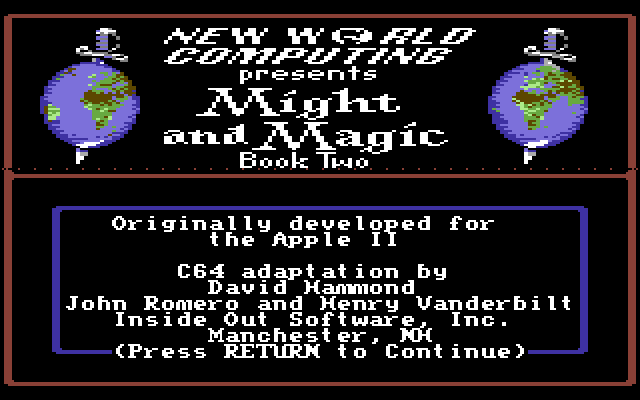 NEW WORLD
COMPUTING
presents
Might
and Magic
Book Two
Originally developed for
the Apple II
C64 adaptation by
David Hammond
John Romero and Henry Vanderbilt
Inside Out Software, Inc.
Manchester, NH
(Press RETURN to Continue)